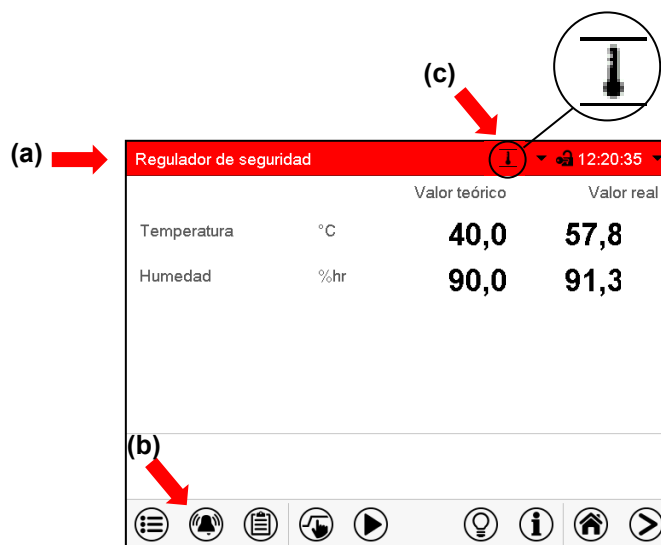 (c)
(a)
Regulador de seguridad 12:20:35
Valor teórico Valor real
Temperatura °C 40,0 57,8
Humedad %hr 90,0 91,3
(b)